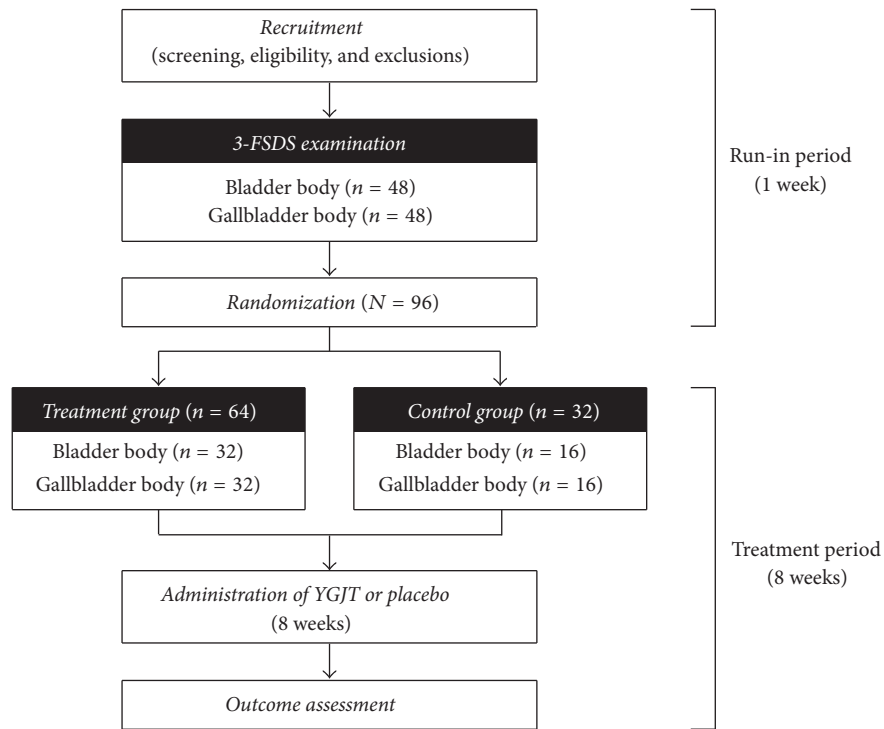 Recruitment
(screening, eligibility, and exclusions)
3-FSDS examination
Bladder body (n = 48)
Gallbladder body (n = 48)
Run-in period
(1 week)
Randomization (N = 96)
Treatment group (n = 64)
Bladder body (n = 32)
Gallbladder body (n = 32)
Control group (n = 32)
Bladder body (n = 16)
Gallbladder body (n = 16)
Treatment period
(8 weeks)
Administration of YGJT or placebo
(8 weeks)
Outcome assessment